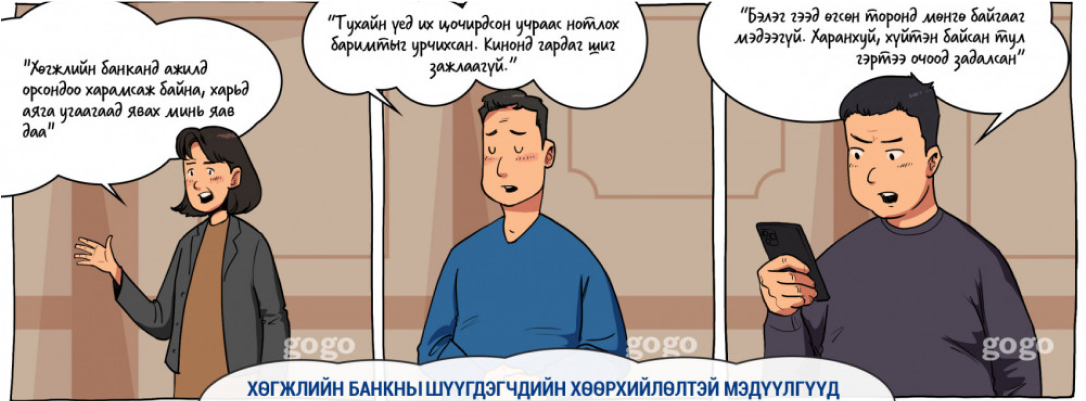 "Хөгжлийн банканд ажилд
орсондоо харамсаж байна, харьд
аяга угаагаад явах минь яав
даа"
"Тухайн үед их цочирдсон учраас нотлох
баримтыг урчихсан. Кинонд гардаг шиг
зажлаагүй."
"Бэлэг гээд өгсөн торонд мөнгө байгааг
мэдээгүй. Харанхуй, хүйтэн байсан тул
гэртээ очоод задалсан"
gogo
gogo
gogo
ХӨГЖЛИЙН БАНКНЫ ШҮҮГДЭГЧДИЙН ХӨӨРХИЙЛӨЛТЭЙ МЭДҮҮЛГҮҮД